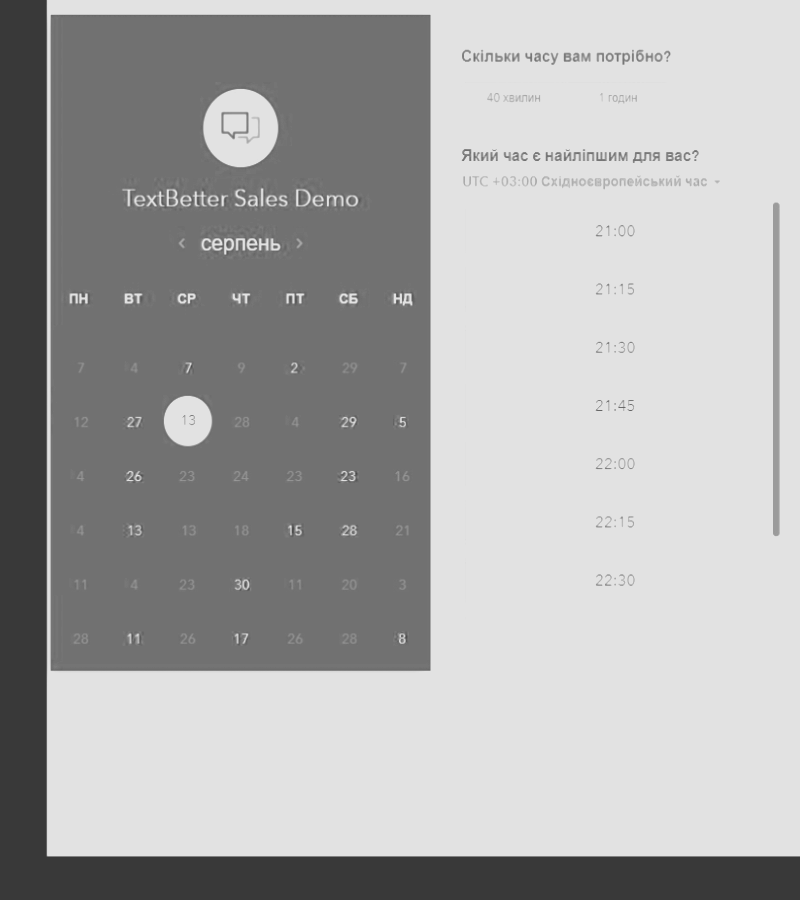 TextBetter Sales Demo
‹ серпень ›
ПН ВТ СР ЧТ ПТ СБ НД
7 4 7 9 2 29 7
12 27 13 28 4 29 5
4 26 23 24 23 23 16
4 13 13 18 15 28 21
11 4 23 30 11 20 3
28 11 26 17 26 28 8
Скільки часу вам потрібно?
40 хвилин 1 годин
Який час є найліпшим для вас?
UTC +03:00 Східноєвропейський час
21:00
21:15
21:30
21:45
22:00
22:15
22:30